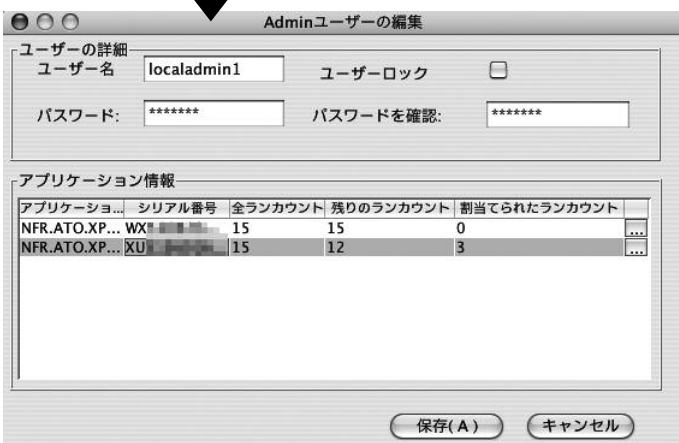 Adminユーザーの編集
ユーザーの詳細
ユーザー名 localadmin1 ユーザーロック
パスワード: ******* パスワードを確認: *******
アプリケーション情報
アプリケーショ... シリアル番号 全ランカウント 残りのランカウント 割当てられたランカウント
NFR.ATO.XP... WX 15 15 0 ...
NFR.ATO.XP... XU 15 12 3 ...
保存(A) キャンセル